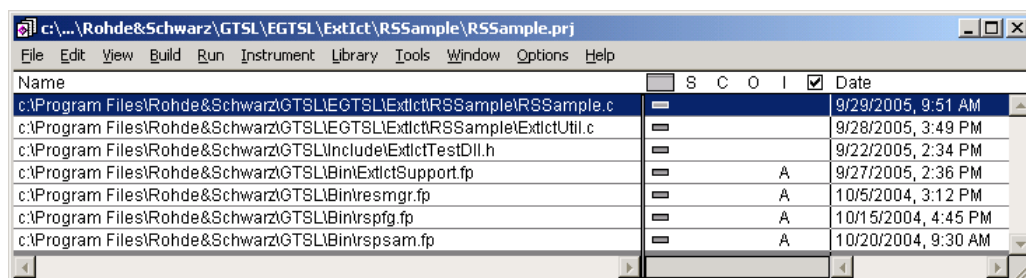 c:\...\Rohde&Schwarz\GTSL\EGTSL\ExtIct\RSSample\RSSample.prj
File Edit View Build Run Instrument Library Tools Window Options Help
Name S C O I Date
c:\Program Files\Rohde&Schwarz\GTSL\EGTSL\ExtIct\RSSample\RSSample.c 9/29/2005, 9:51 AM
c:\Program Files\Rohde&Schwarz\GTSL\EGTSL\ExtIct\RSSample\ExtIctUtil.c 9/28/2005, 3:49 PM
c:\Program Files\Rohde&Schwarz\GTSL\Include\ExtIctTestDll.h 9/22/2005, 2:34 PM
c:\Program Files\Rohde&Schwarz\GTSL\Bin\ExtIctSupport.fp A 9/27/2005, 2:36 PM
c:\Program Files\Rohde&Schwarz\GTSL\Bin\resmgr.fp A 10/5/2004, 3:12 PM
c:\Program Files\Rohde&Schwarz\GTSL\Bin\rspfg.fp A 10/15/2004, 4:45 PM
c:\Program Files\Rohde&Schwarz\GTSL\Bin\rspsam.fp A 10/20/2004, 9:30 AM